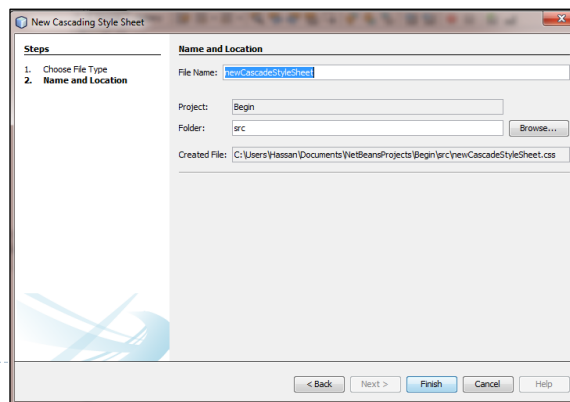 New Cascading Style Sheet
Steps
1. Choose File Type
2. Name and Location
Name and Location
File Name: newCascadeStyleSheet
Project: Begin
Folder: src Browse...
Created File: C:\Users\Hassan\Documents\NetBeansProjects\Begin\src\newCascadeStyleSheet.css
< Back Next > Finish Cancel Help